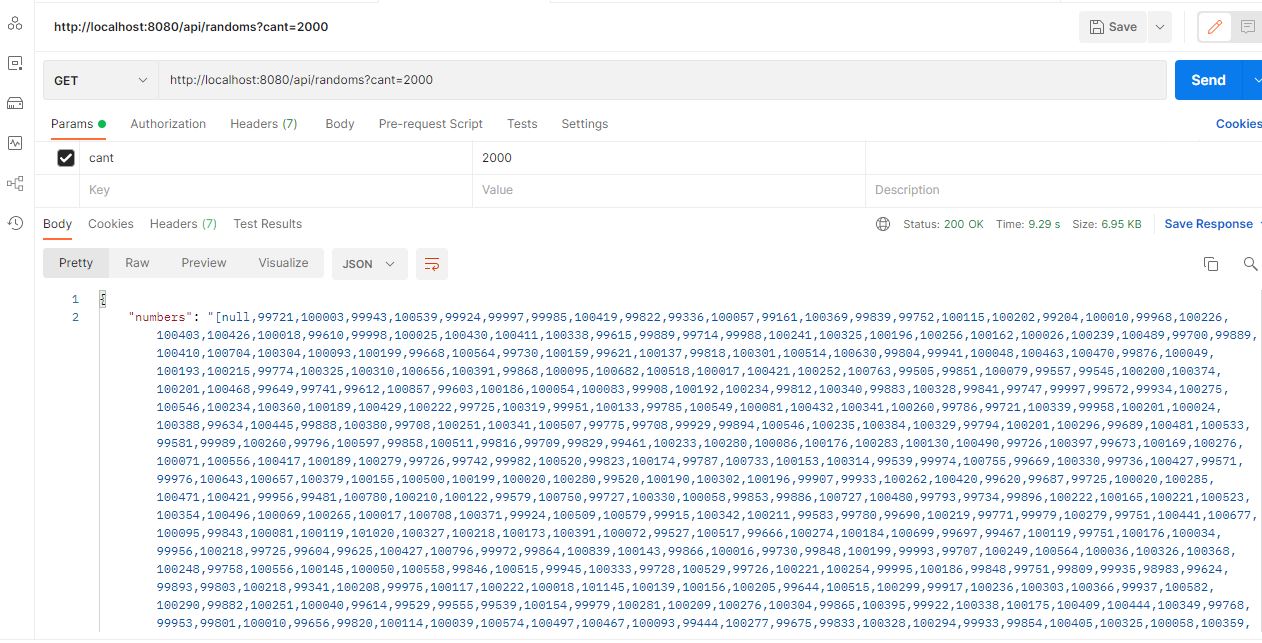 http://localhost:8080/api/randoms?cant=2000
Save
GET
http://localhost:8080/api/randoms?cant=2000
Send
Params
Authorization
Headers (7)
Body
Pre-request Script
Tests
Settings
Cookies
cant
2000
Key
Value
Description
Body
Cookies
Headers (7)
Test Results
Status: 200 OK
Time: 9.29 s
Size: 6.95 KB
Save Response
Pretty
Raw
Preview
Visualize
JSON
1
{
2
"numbers": "[null,99721,100003,99943,100539,99924,99997,99985,100419,99822,99336,100057,99161,100369,99839,99752,100115,100202,99204,100010,99968,100226,
100403,100426,100018,99610,99998,100025,100430,100411,100338,99615,99889,99714,99988,100241,100325,100196,100256,100162,100026,100239,100489,99700,99889,
100410,100704,100304,100093,100199,99668,100564,99730,100159,99621,100137,99818,100301,100514,100630,99804,99941,100048,100463,100470,99876,100049,
100193,100215,99774,100325,100310,100656,100391,99868,100095,100682,100518,100017,100421,100252,100763,99505,99851,100079,99557,99545,100200,100374,
100201,100468,99649,99741,99612,100857,99603,100186,100054,100083,99908,100192,100234,99812,100340,99883,100328,99841,99747,99997,99572,99934,100275,
100546,100234,100360,100189,100429,100222,99725,100319,99951,100133,99785,100549,100081,100432,100341,100260,99786,99721,100339,99958,100201,100024,
100388,99634,100445,99888,100380,99708,100251,100341,100507,99775,99708,99929,99894,100546,100235,100384,100329,99794,100201,100296,99689,100481,100533,
99581,99989,100260,99796,100597,99858,100511,99816,99709,99829,99461,100233,100280,100086,100176,100283,100130,100490,99726,100397,99673,100169,100276,
100071,100556,100417,100189,100279,99726,99742,99982,100520,99823,100174,99787,100733,100153,100314,99539,99974,100755,99669,100330,99736,100427,99571,
99976,100643,100657,100379,100155,100500,100199,100020,100280,99520,100190,100302,100196,99907,99933,100262,100420,99620,99687,99725,100020,100285,
100471,100421,99956,99481,100780,100210,100122,99579,100750,99727,100330,100058,99853,99886,100727,100480,99793,99734,99896,100222,100165,100221,100523,
100354,100496,100069,100265,100017,100708,100371,99924,100509,100579,99915,100342,100211,99583,99780,99690,100219,99771,99979,100279,99751,100441,100677,
100095,99843,100081,100119,101020,100327,100218,100173,100391,100072,99527,100517,99666,100274,100184,100699,99697,99467,100119,99751,100176,100034,
99956,100218,99725,99604,99625,100427,100796,99972,99864,100839,100143,99866,100016,99730,99848,100199,99993,99707,100249,100564,100036,100326,100368,
100248,99758,100556,100145,100050,100558,99846,100515,99945,100333,99728,100529,99726,100221,100254,99995,100186,99848,99751,99809,99935,98983,99624,
99893,99803,100218,99341,100208,99975,100117,100222,100018,101145,100139,100156,100205,99644,100515,100299,99917,100236,100303,100366,99937,100582,
100290,99882,100251,100040,99614,99529,99555,99539,100154,99979,100281,100209,100276,100304,99865,100395,99922,100338,100175,100409,100444,100349,99768,
99953,99801,100010,99656,99820,100114,100039,100574,100497,100467,100093,99444,100277,99675,99833,100328,100294,99933,99854,100405,100325,100058,100359,